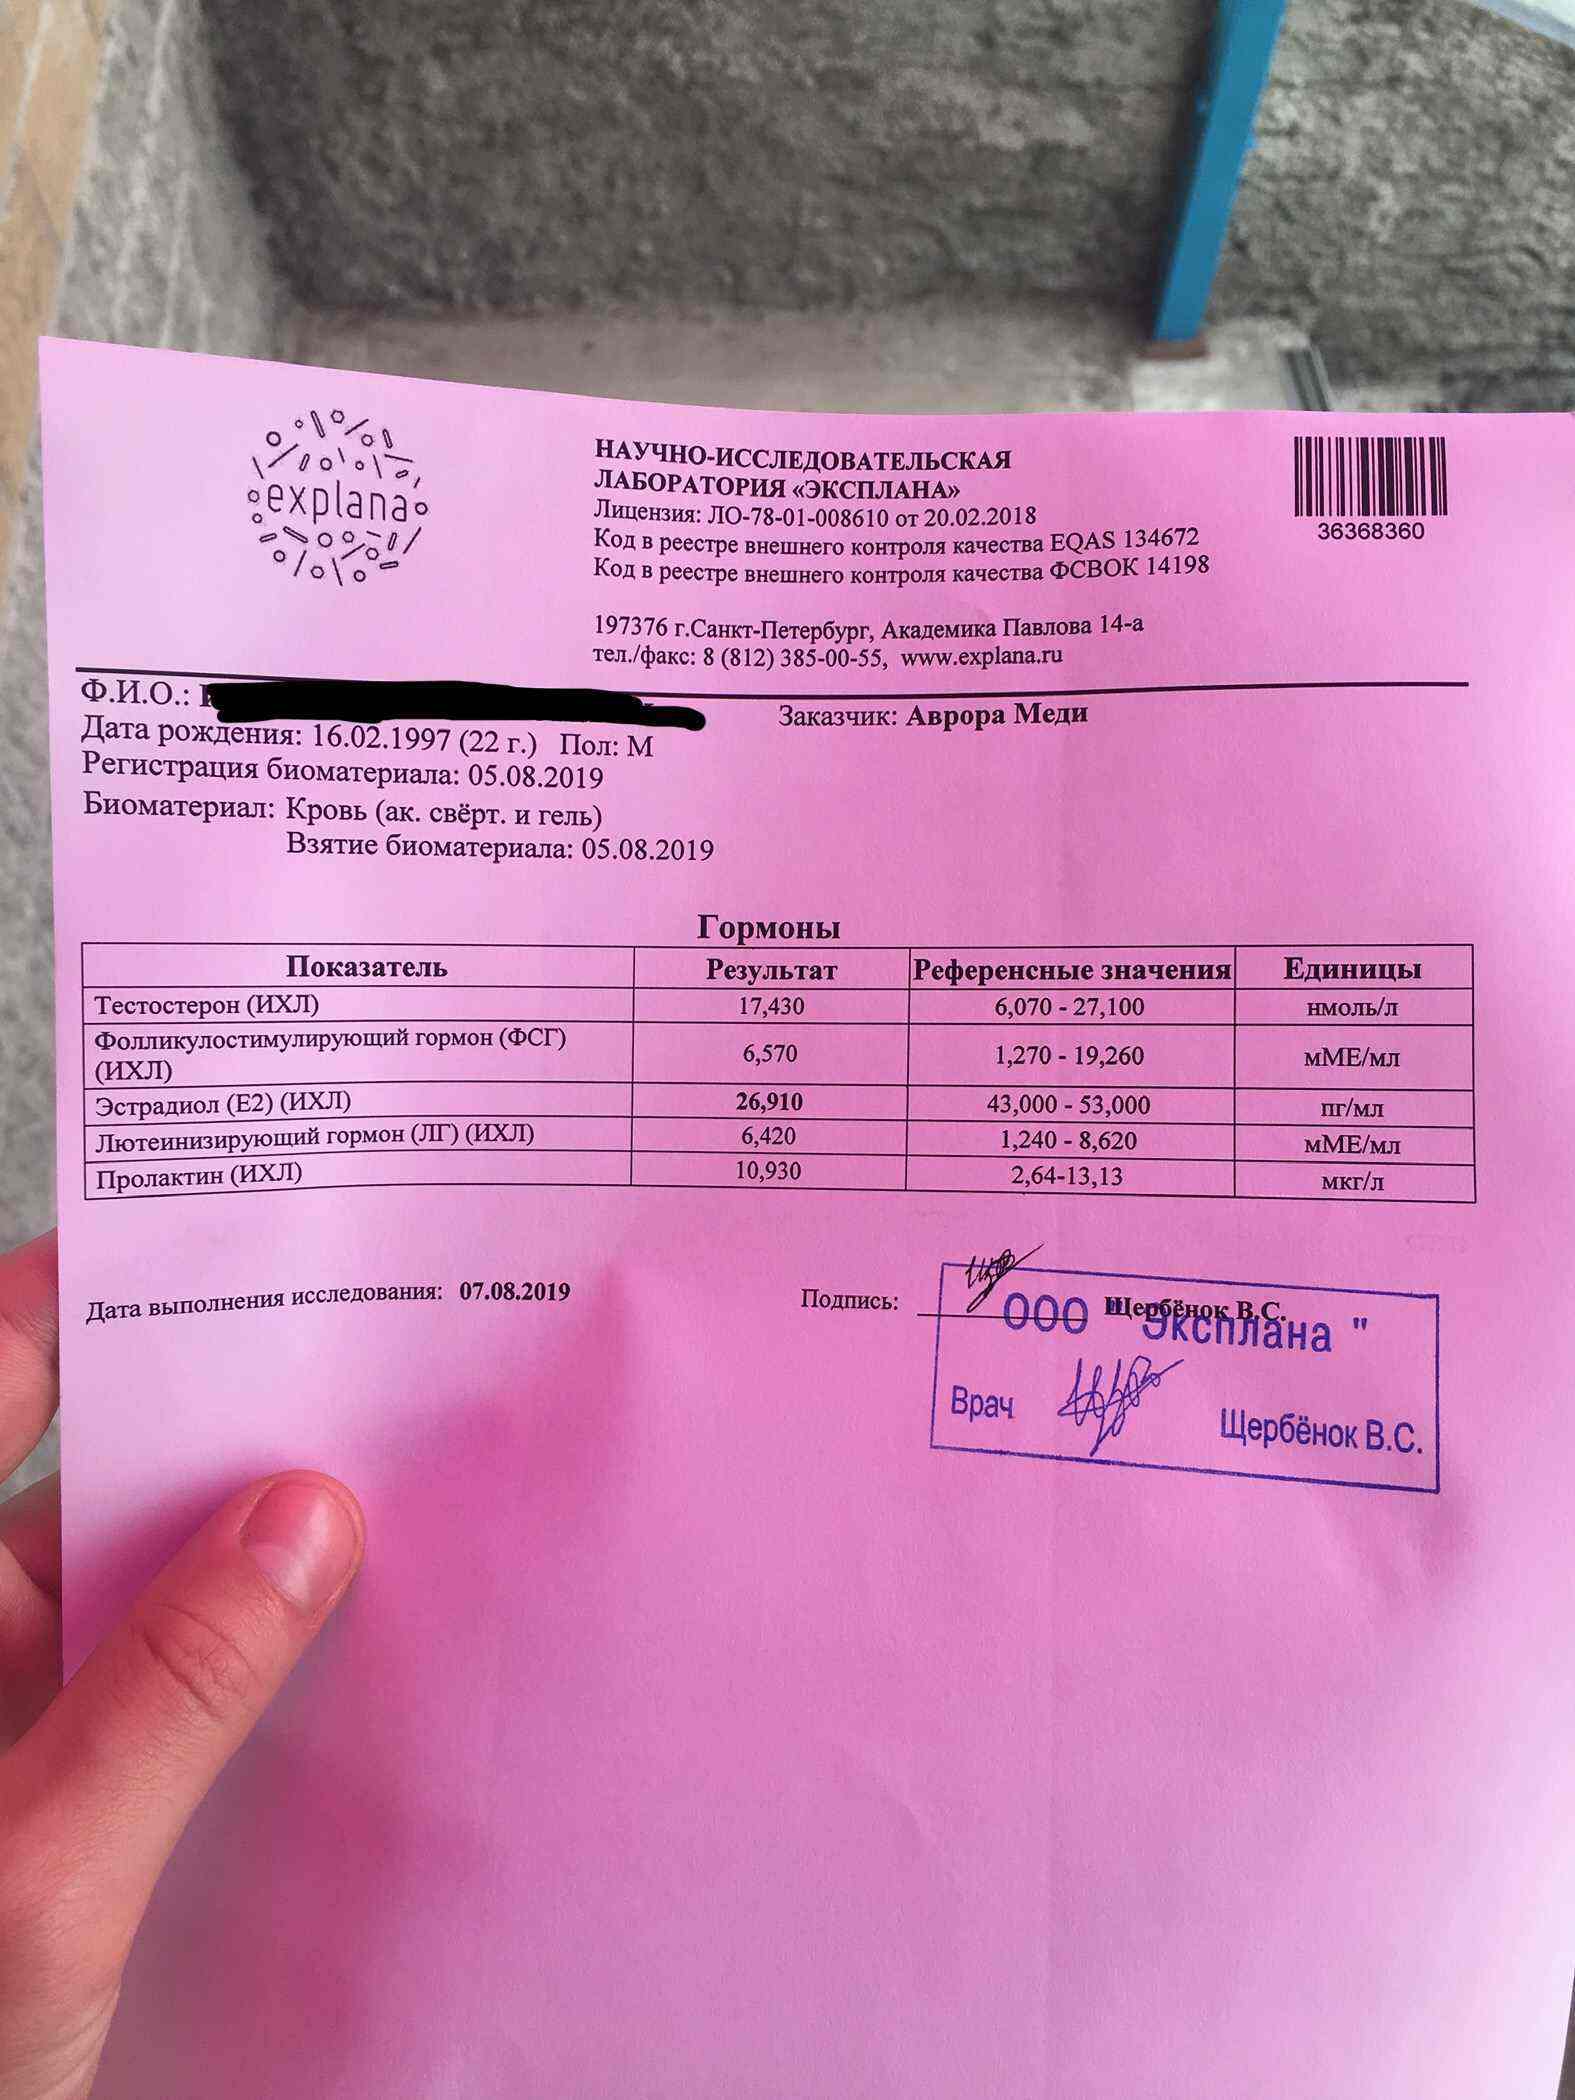 explana
НАУЧНО-ИССЛЕДОВАТЕЛЬСКАЯ
ЛАБОРАТОРИЯ «ЭКСПЛАНА»
Лицензия: ЛО-78-01-008610 от 20.02.2018
Код в реестре внешнего контроля качества EQAS 134672
Код в реестре внешнего контроля качества ФСВОК 14198
36368360
197376 г.Санкт-Петербург, Академика Павлова 14-а
тел./факс: 8 (812) 385-00-55, www.explana.ru
Ф.И.О.:
Заказчик: Аврора Меди
Дата рождения: 16.02.1997 (22 г.) Пол: М
Регистрация биоматериала: 05.08.2019
Биоматериал: Кровь (ак. свёрт. и гель)
Взятие биоматериала: 05.08.2019
Гормоны
Показатель Результат Референсные значения Единицы
Тестостерон (ИХЛ) 17,430 6,070 - 27,100 нмоль/л
Фолликулостимулирующий гормон (ФСГ)
(ИХЛ) 6,570 1,270 - 19,260 мМЕ/мл
Эстрадиол (Е2) (ИХЛ) 26,910 43,000 - 53,000 пг/мл
Лютеинизирующий гормон (ЛГ) (ИХЛ) 6,420 1,240 - 8,620 мМЕ/мл
Пролактин (ИХЛ) 10,930 2,64-13,13 мкг/л
Дата выполнения исследования: 07.08.2019
Подпись: Щербёнок В.С.
ООО " Эксплана "
Врач Щербёнок В.С.